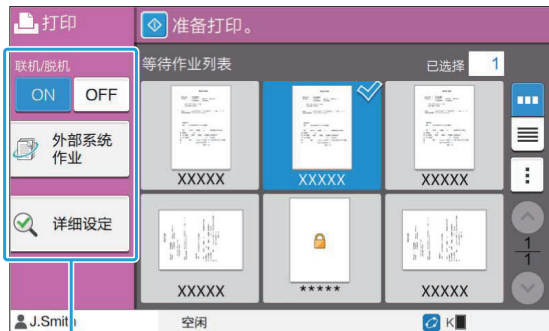 打印
准备打印。
联机/脱机
ON OFF
外部系统
作业
详细设定
等待作业列表
已选择 1
XXXXX XXXXX XXXXX
XXXXX ***** XXXXX
1
1
J.Smith
空闲
K